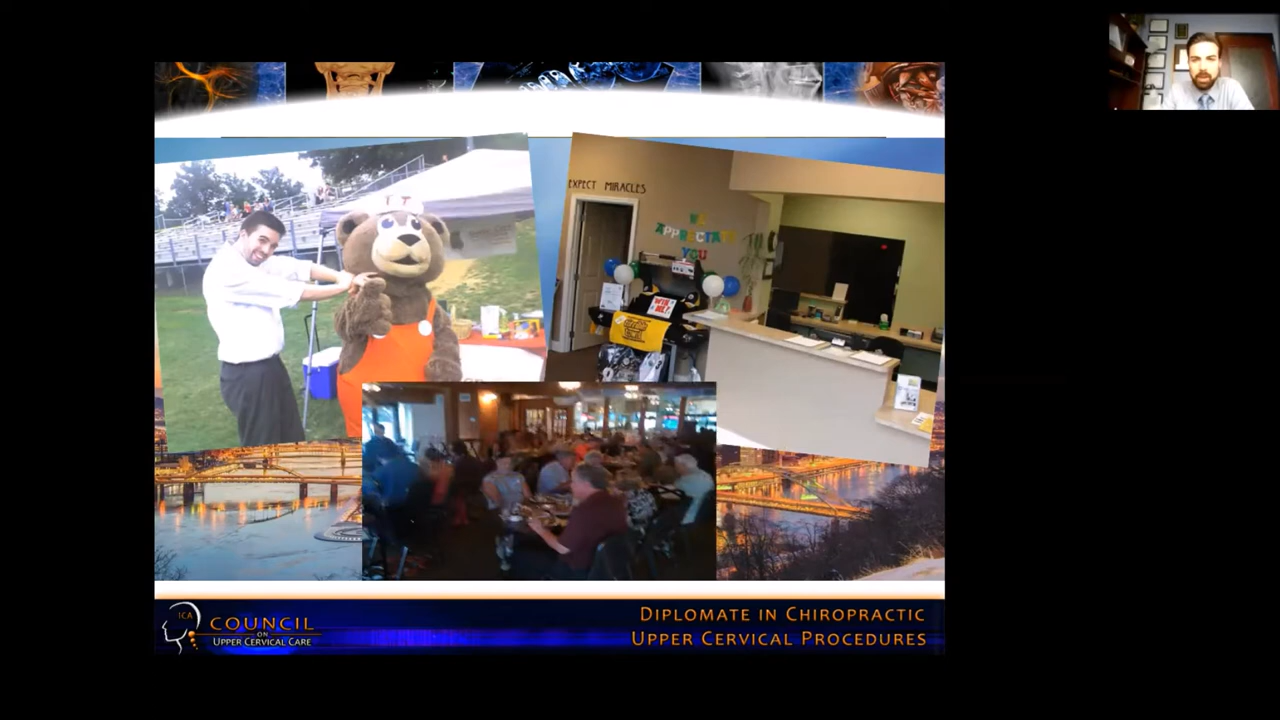 EXPECT MIRACLES
WE
APPRECIATE
YOU
ICA
COUNCIL
ON
UPPER CERVICAL CARE
DIPLOMATE IN CHIROPRACTIC
UPPER CERVICAL PROCEDURES